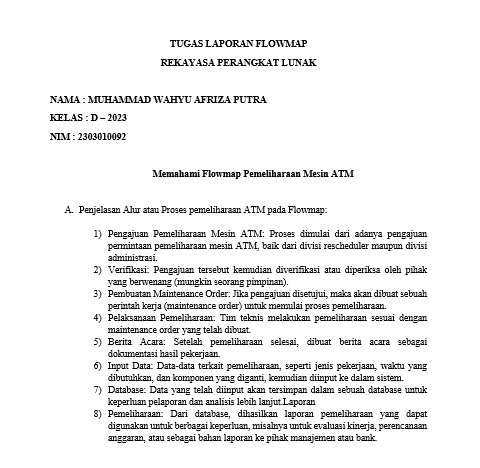 TUGAS LAPORAN FLOWMAP
REKAYASA PERANGKAT LUNAK
NAMA : MUHAMMAD WAHYU AFRIZA PUTRA
KELAS : D – 2023
NIM : 2303010092
Memahami Flowmap Pemeliharaan Mesin ATM
A. Penjelasan Alur atau Proses pemeliharaan ATM pada Flowmap:
1) Pengajuan Pemeliharaan Mesin ATM: Proses dimulai dari adanya pengajuan
permintaan pemeliharaan mesin ATM, baik dari divisi rescheduler maupun divisi
administrasi.
2) Verifikasi: Pengajuan tersebut kemudian diverifikasi atau diperiksa oleh pihak
yang berwenang (mungkin seorang pimpinan).
3) Pembuatan Maintenance Order: Jika pengajuan disetujui, maka akan dibuat sebuah
perintah kerja (maintenance order) untuk memulai proses pemeliharaan.
4) Pelaksanaan Pemeliharaan: Tim teknis melakukan pemeliharaan sesuai dengan
maintenance order yang telah dibuat.
5) Berita Acara: Setelah pemeliharaan selesai, dibuat berita acara sebagai
dokumentasi hasil pekerjaan.
6) Input Data: Data-data terkait pemeliharaan, seperti jenis pekerjaan, waktu yang
dibutuhkan, dan komponen yang diganti, kemudian diinput ke dalam sistem.
7) Database: Data yang telah diinput akan tersimpan dalam sebuah database untuk
keperluan pelaporan dan analisis lebih lanjut.Laporan
8) Pemeliharaan: Dari database, dihasilkan laporan pemeliharaan yang dapat
digunakan untuk berbagai keperluan, misalnya untuk evaluasi kinerja, perencanaan
anggaran, atau sebagai bahan laporan ke pihak manajemen atau bank.